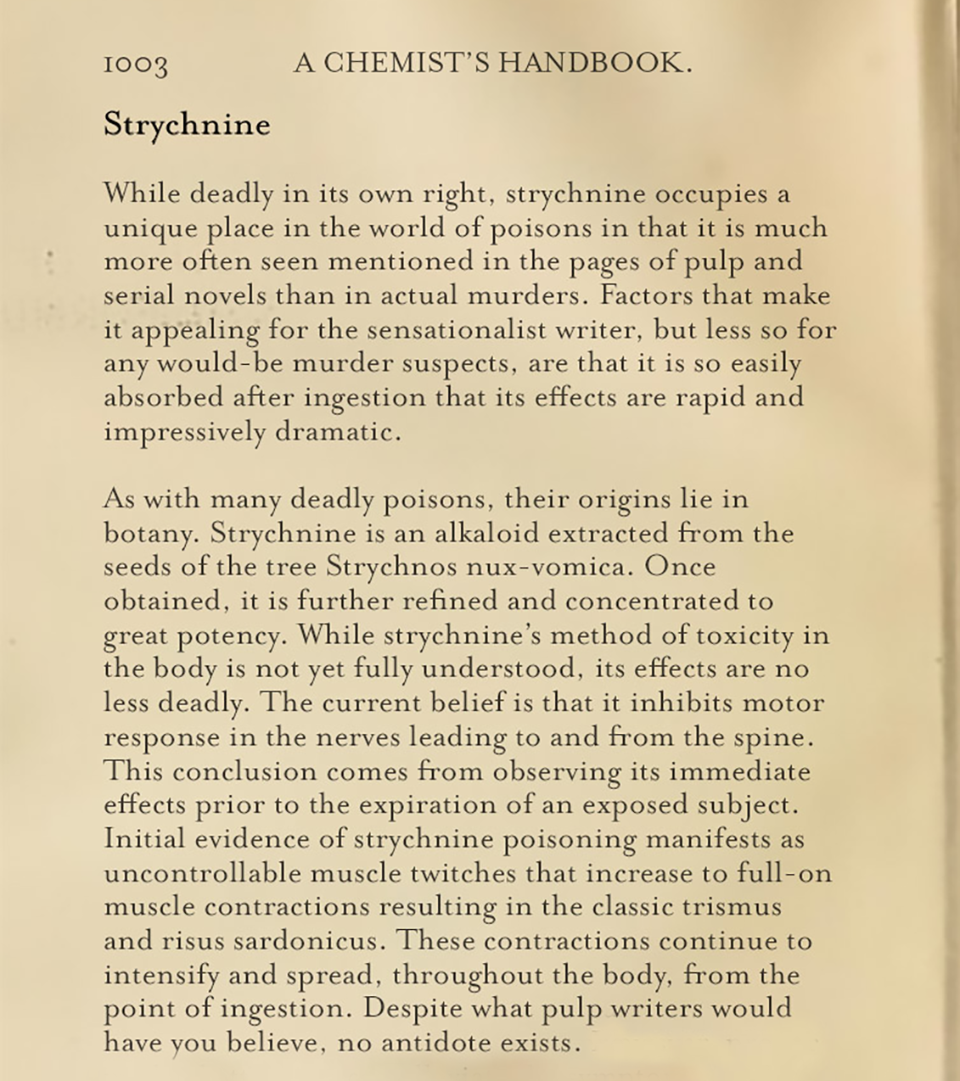 1003 A CHEMIST'S HANDBOOK.
Strychnine
While deadly in its own right, strychnine occupies a
unique place in the world of poisons in that it is much
more often seen mentioned in the pages of pulp and
serial novels than in actual murders. Factors that make
it appealing for the sensationalist writer, but less so for
any would-be murder suspects, are that it is so easily
absorbed after ingestion that its effects are rapid and
impressively dramatic.
As with many deadly poisons, their origins lie in
botany. Strychnine is an alkaloid extracted from the
seeds of the tree Strychnos nux-vomica. Once
obtained, it is further refined and concentrated to
great potency. While strychnine's method of toxicity in
the body is not yet fully understood, its effects are no
less deadly. The current belief is that it inhibits motor
response in the nerves leading to and from the spine.
This conclusion comes from observing its immediate
effects prior to the expiration of an exposed subject.
Initial evidence of strychnine poisoning manifests as
uncontrollable muscle twitches that increase to full-on
muscle contractions resulting in the classic trismus
and risus sardonicus. These contractions continue to
intensify and spread, throughout the body, from the
point of ingestion. Despite what pulp writers would
have you believe, no antidote exists.